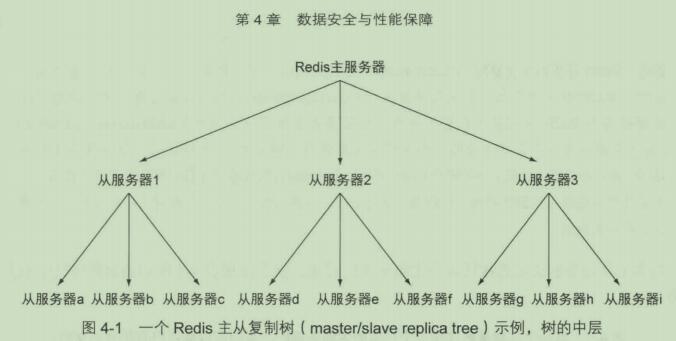 第 4 章 数据安全与性能保障
Redis主服务器
从服务器1 从服务器2 从服务器3
从服务器a 从服务器b 从服务器c 从服务器d 从服务器e 从服务器f 从服务器g 从服务器h 从服务器i
图 4-1 一个 Redis 主从复制树（master/slave replica tree）示例，树的中层